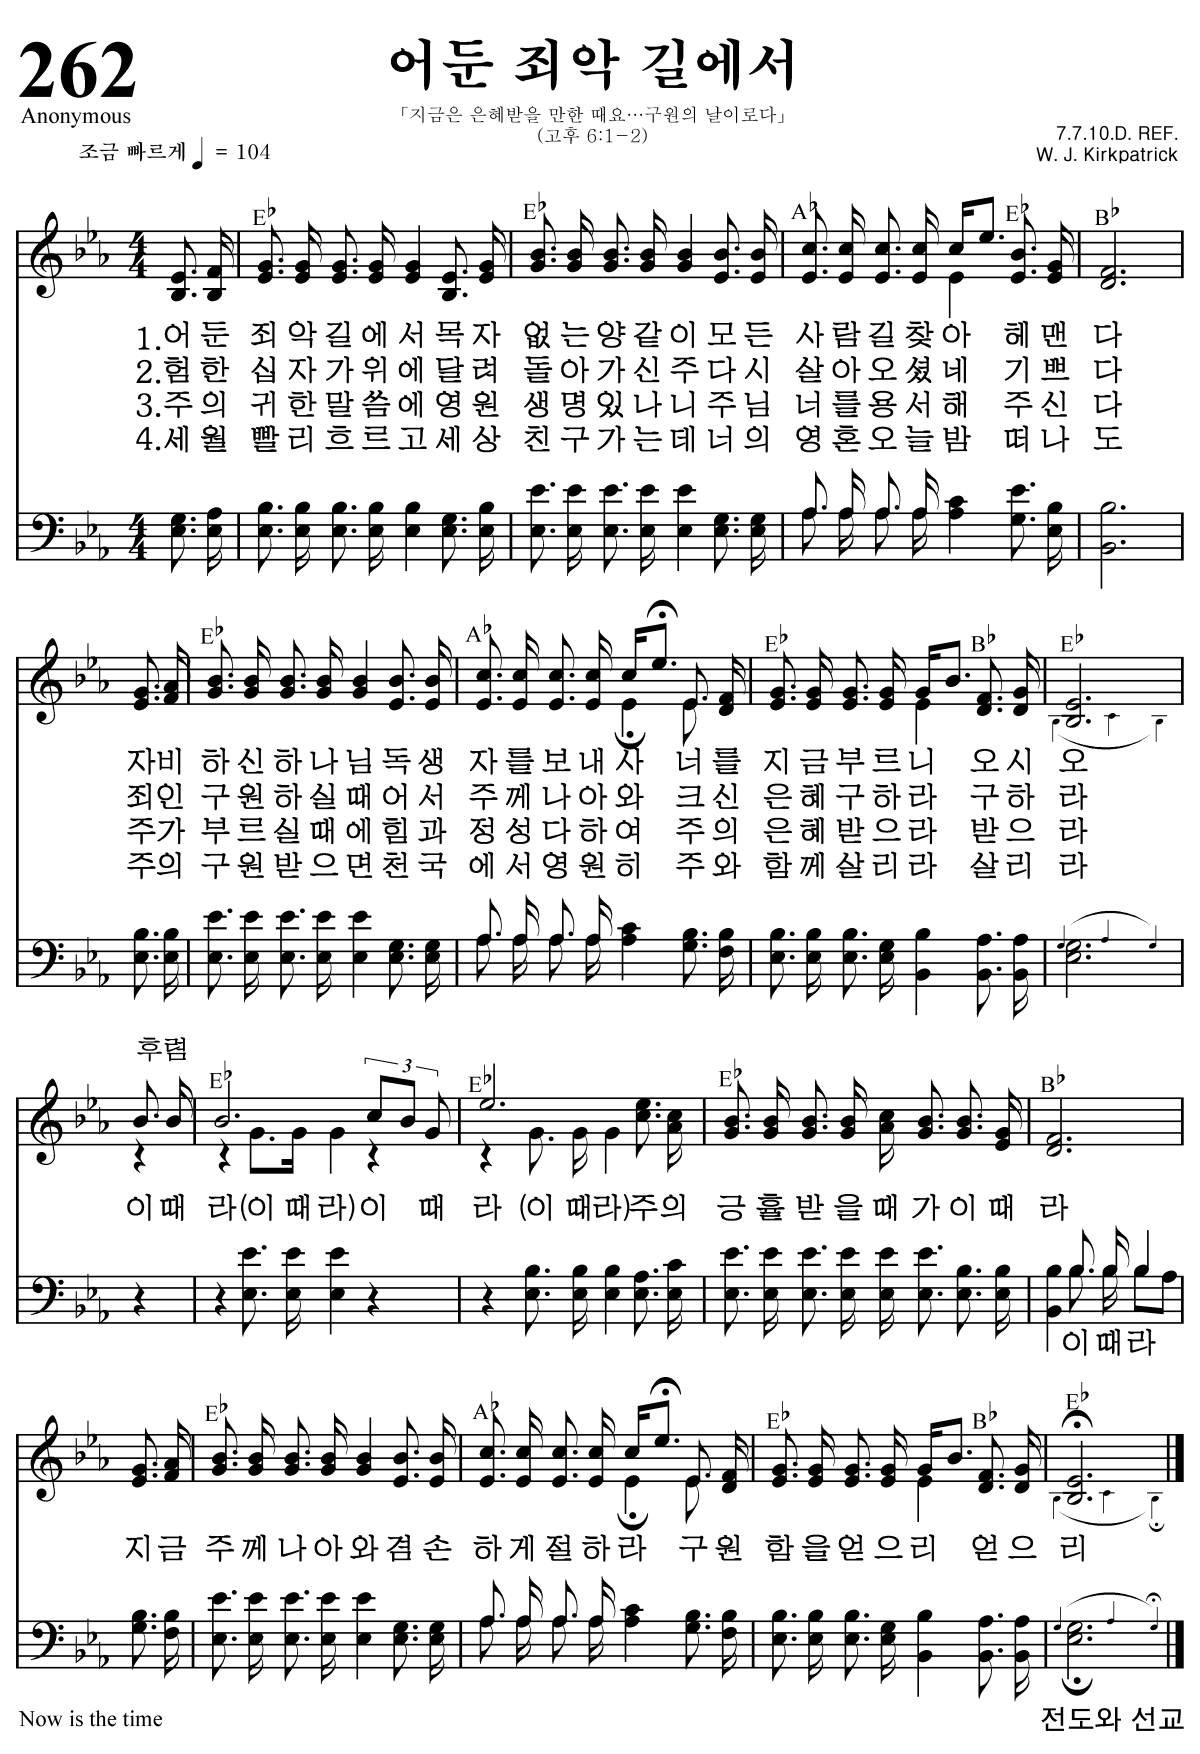 262
어둔 죄악 길에서
Anonymous
「지금은 은혜받을 만한 때요…구원의 날이로다」
(고후 6:1-2)
7.7.10.D. REF.
조금 빠르게 ♩ = 104
W. J. Kirkpatrick
E♭ E♭ A♭ E♭ B♭
1.어 둔 죄 악 길 에 서 목 자 없 는 양 같 이 모 든 사 람 길 찾 아 헤 맨 다
2.험 한 십 자 가 위 에 달 려 돌 아 가 신 주 다 시 살 아 오 셨 네 기 쁘 다
3.주 의 귀 한 말 씀 에 영 원 생 명 있 나 니 주 님 너 를 용 서 해 주 신 다
4.세 월 빨 리 흐 르 고 세 상 친 구 가 는 데 너 의 영 혼 오 늘 밤 떠 나 도
E♭ A♭ E♭ B♭ E♭
자비 하 신 하 나 님 독 생 자 를 보 내 사 너 를 지 금 부 르 니 오 시 오
죄인 구 원 하 실 때 어 서 주 께 나 아 와 크 신 은 혜 구 하 라 구 하 라
주가 부 르 실 때 에 힘 과 정 성 다 하 여 주 의 은 혜 받 으 라 받 으 라
주의 구 원 받 으 면 천 국 에 서 영 원 히 주 와 함 께 살 리 라 살 리 라
후렴
E♭ 3 E♭ E♭ B♭
이 때 라 (이 때 라) 이 때 라 (이 때 라) 주 의 긍 휼 받 을 때 가 이 때 라
이 때 라
E♭ A♭ E♭ B♭ E♭
지 금 주 께 나 아 와 겸 손 하 게 절 하 라 구 원 함 을 얻 으 리 얻 으 리
Now is the time
전도와 선교